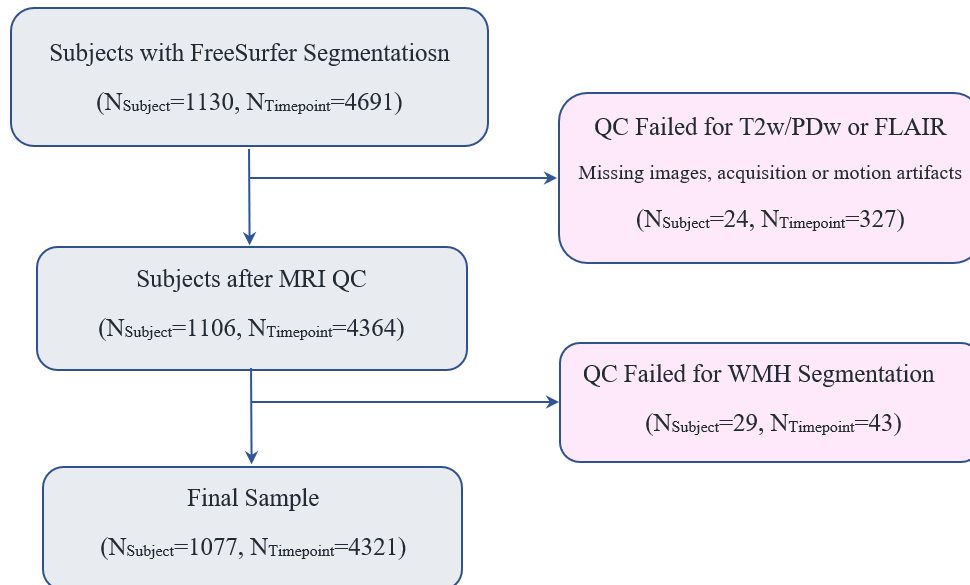 Subjects with FreeSurfer Segmentatiosn
(NSubject=1130, NTimepoint=4691)
QC Failed for T2w/PDw or FLAIR
Missing images, acquisition or motion artifacts
(NSubject=24, NTimepoint=327)
Subjects after MRI QC
(NSubject=1106, NTimepoint=4364)
QC Failed for WMH Segmentation
(NSubject=29, NTimepoint=43)
Final Sample
(NSubject=1077, NTimepoint=4321)